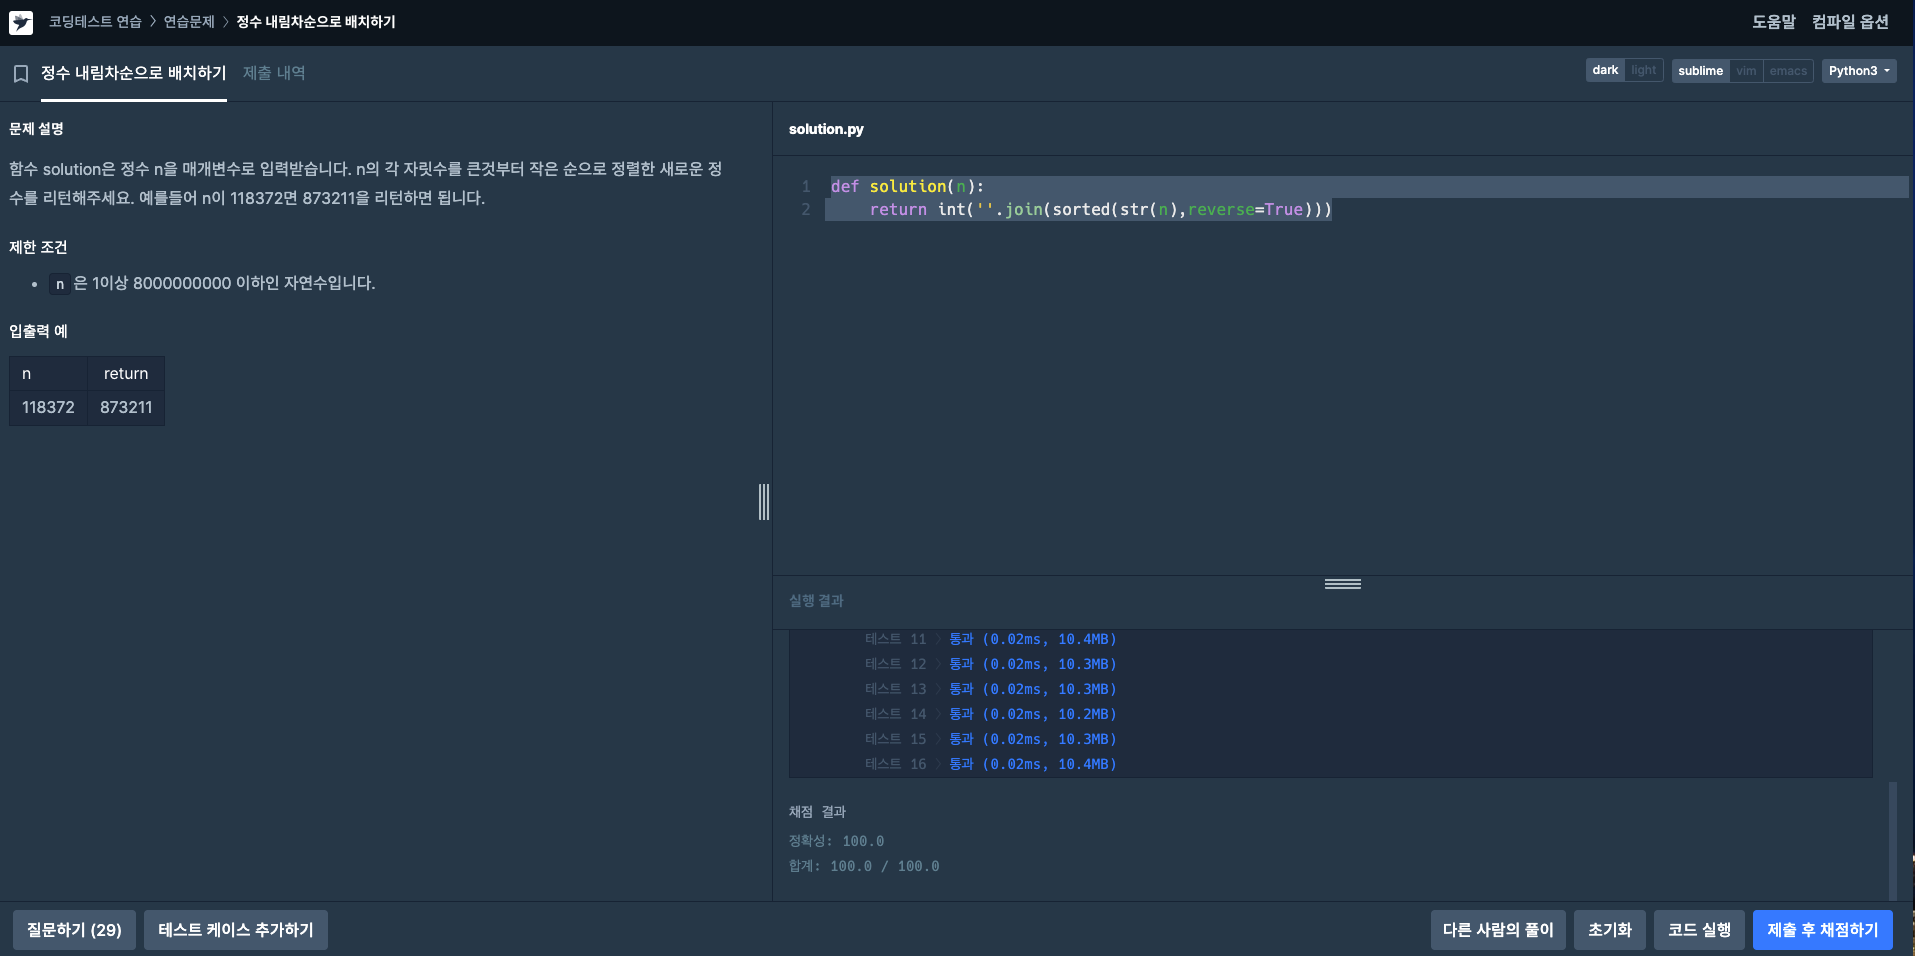 코딩테스트 연습 > 연습문제 > 정수 내림차순으로 배치하기
도움말 컴파일 옵션
정수 내림차순으로 배치하기 제출 내역
dark light sublime vim emacs Python3
문제 설명
함수 solution은 정수 n을 매개변수로 입력받습니다. n의 각 자릿수를 큰것부터 작은 순으로 정렬한 새로운 정
수를 리턴해주세요. 예를들어 n이 118372면 873211을 리턴하면 됩니다.
제한 조건
• n은 1이상 8000000000 이하인 자연수입니다.
입출력 예
n return
118372 873211
solution.py
1 def solution(n):
2     return int(''.join(sorted(str(n),reverse=True)))
실행 결과
테스트 11 > 통과 (0.02ms, 10.4MB)
테스트 12 > 통과 (0.02ms, 10.3MB)
테스트 13 > 통과 (0.02ms, 10.3MB)
테스트 14 > 통과 (0.02ms, 10.2MB)
테스트 15 > 통과 (0.02ms, 10.3MB)
테스트 16 > 통과 (0.02ms, 10.4MB)
채점 결과
정확성: 100.0
합계: 100.0 / 100.0
질문하기 (29) 테스트 케이스 추가하기
다른 사람의 풀이 초기화 코드 실행 제출 후 채점하기